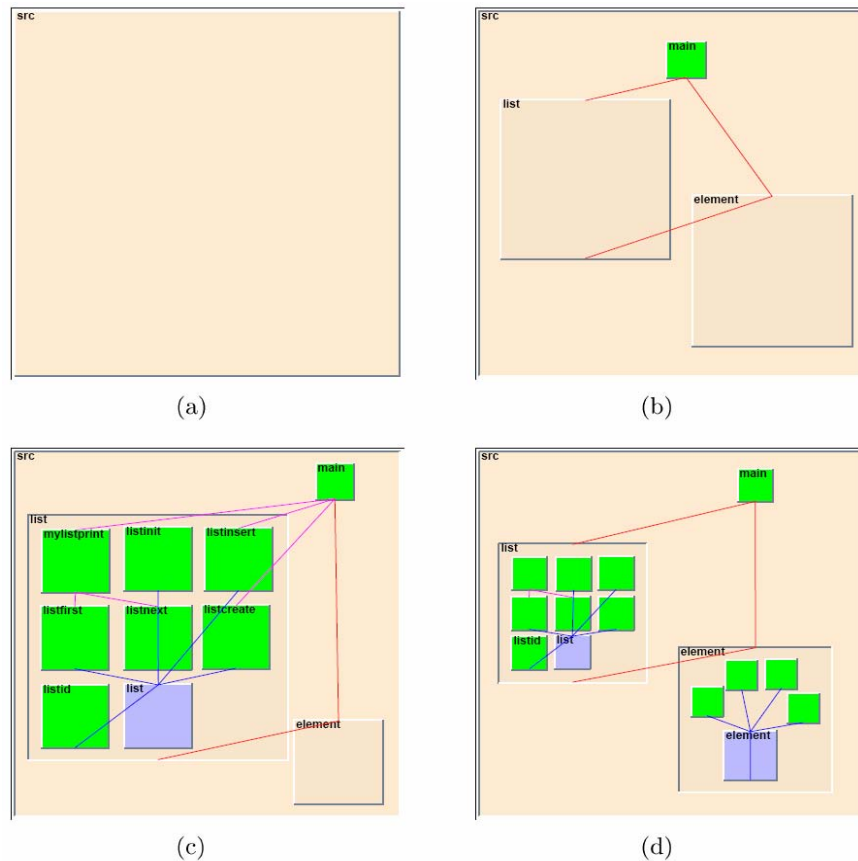 src
(a)
src
main
list
element
(b)
src
main
list
mylistprint
listinit
listinsert
listfirst
listnext
listcreate
listid
list
element
(c)
src
main
list
listid
list
element
element
(d)